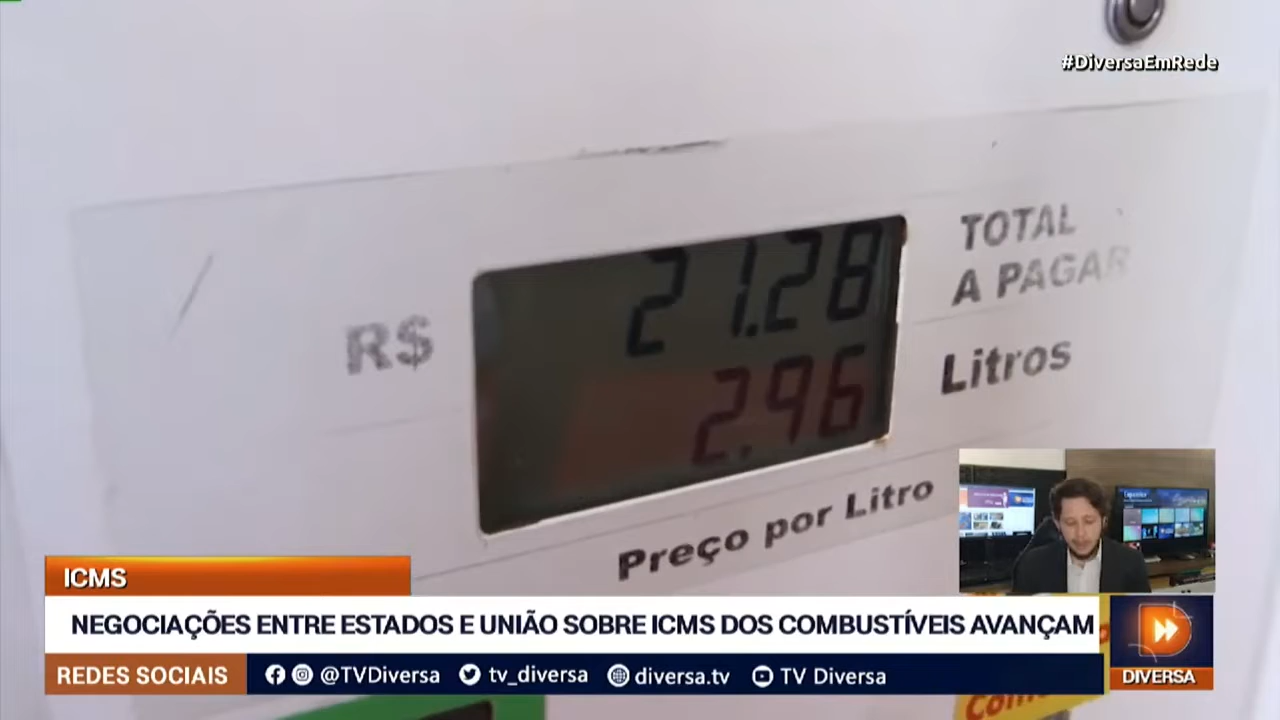 #DiversaEmRede
TOTAL
A PAGAR
R$
21.28
2.96
Litros
Preço por Litro
ICMS
NEGOCIAÇÕES ENTRE ESTADOS E UNIÃO SOBRE ICMS DOS COMBUSTÍVEIS AVANÇAM
REDES SOCIAIS
@TVDiversa
tv_diversa
diversa.tv
TV Diversa
DIVERSA